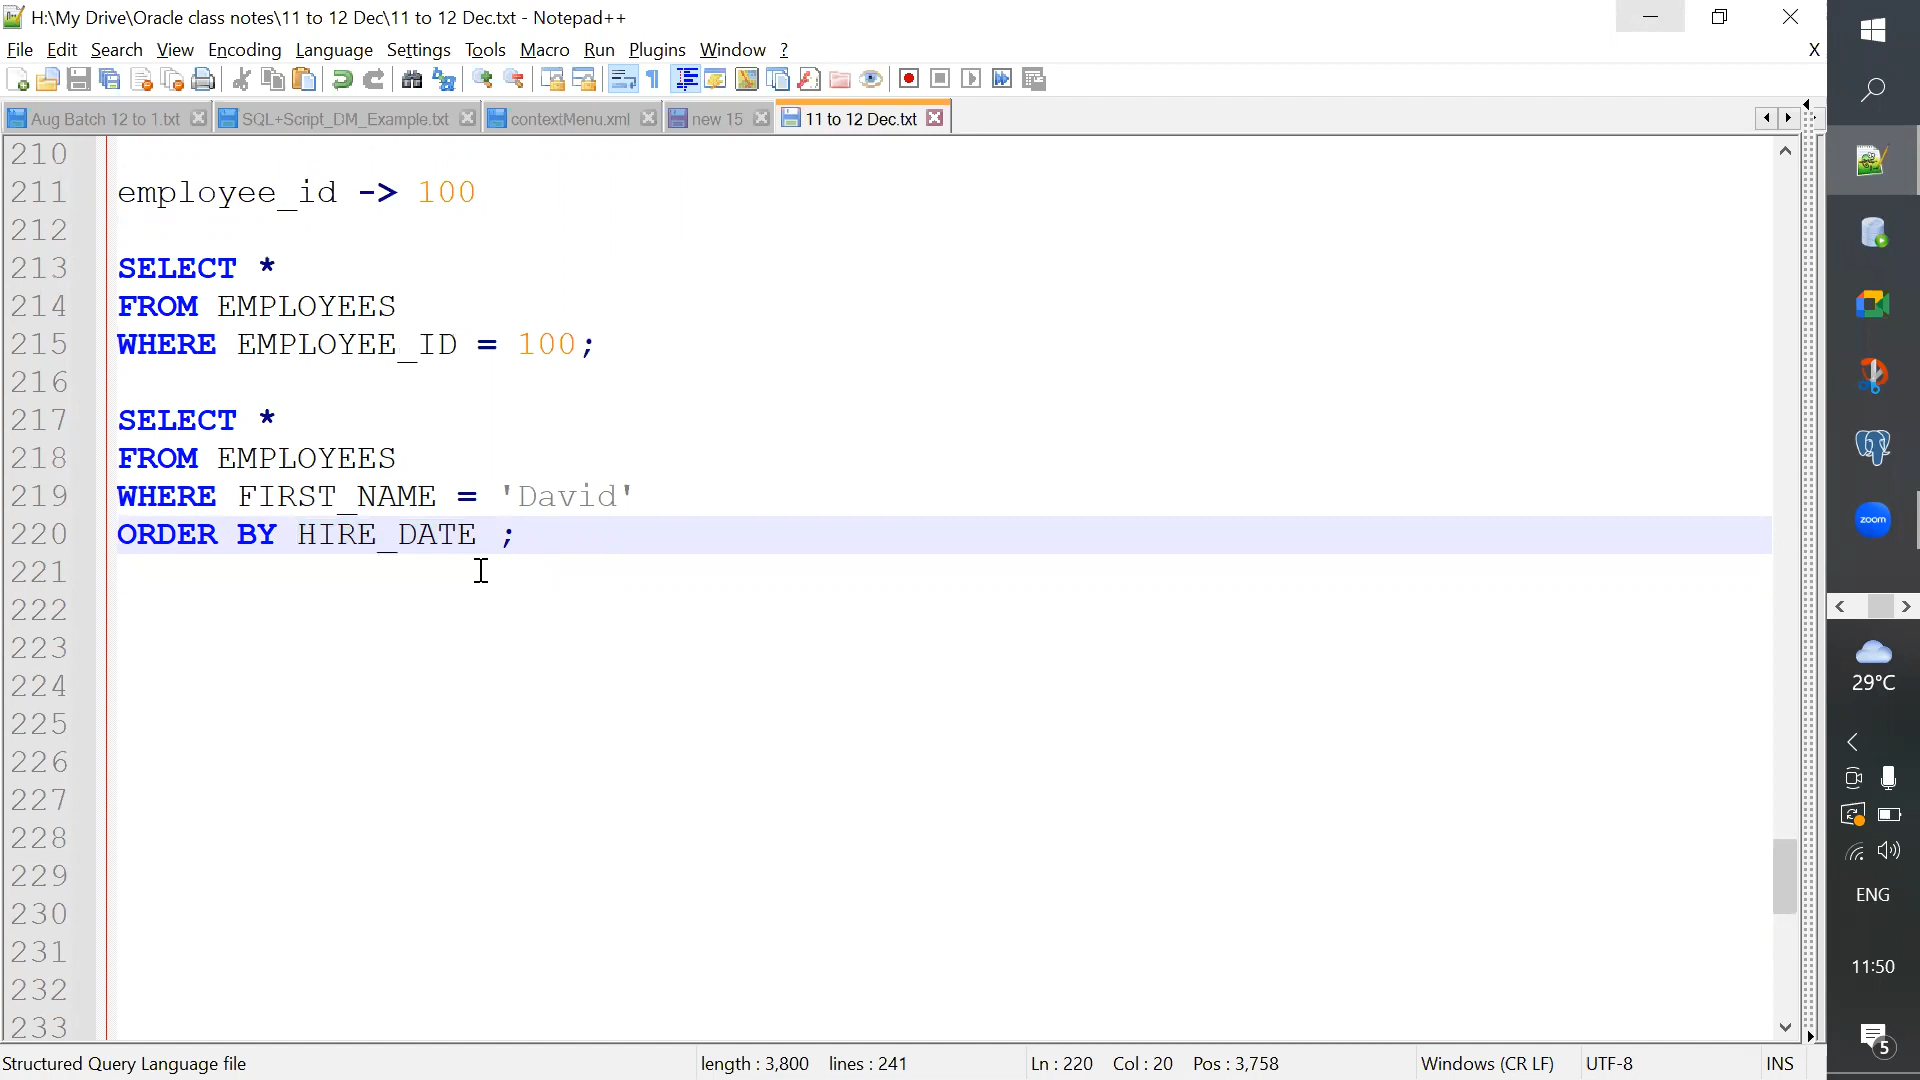 H:\My Drive\Oracle class notes\11 to 12 Dec\11 to 12 Dec.txt - Notepad++
File Edit Search View Encoding Language Settings Tools Macro Run Plugins Window ? X
Aug Batch 12 to 1.txt SQL+Script_DM_Example.txt contextMenu.xml new 15 11 to 12 Dec.txt
210
211 employee_id -> 100
212
213 SELECT *
214 FROM EMPLOYEES
215 WHERE EMPLOYEE_ID = 100;
216
217 SELECT *
218 FROM EMPLOYEES
219 WHERE FIRST_NAME = 'David'
220 ORDER BY HIRE_DATE ;
221
222
223
224
225
226
227
228
229
230
231
232
233
Structured Query Language file length : 3,800 lines : 241 Ln : 220 Col : 20 Pos : 3,758 Windows (CR LF) UTF-8 INS
zoom
29°C
ENG
11:50
5